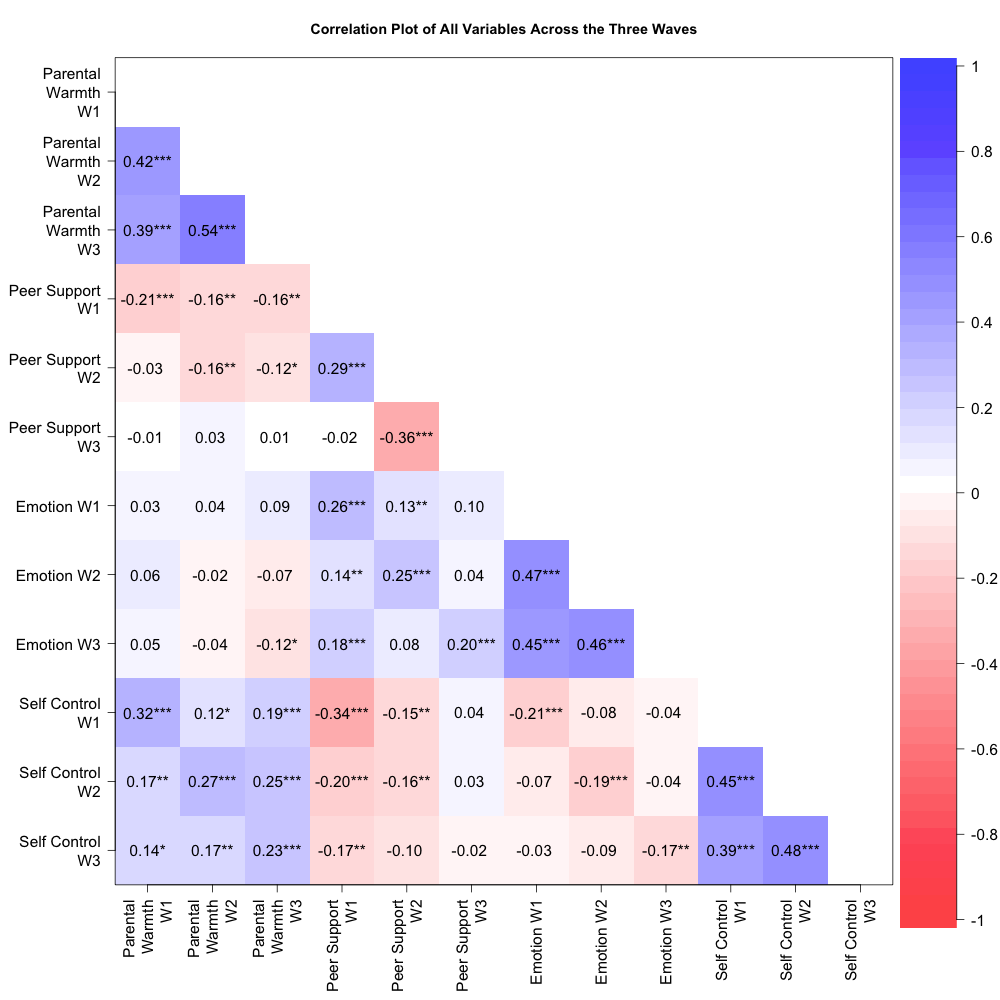 Correlation Plot of All Variables Across the Three Waves
Parental
Warmth
W1
Parental
Warmth
W2
0.42***
Parental
Warmth
W3
0.39*** 0.54***
Peer Support
W1
-0.21*** -0.16** -0.16**
Peer Support
W2
-0.03 -0.16** -0.12* 0.29***
Peer Support
W3
-0.01 0.03 0.01 -0.02 -0.36***
Emotion W1 0.03 0.04 0.09 0.26*** 0.13** 0.10
Emotion W2 0.06 -0.02 -0.07 0.14** 0.25*** 0.04 0.47***
Emotion W3 0.05 -0.04 -0.12* 0.18*** 0.08 0.20*** 0.45*** 0.46***
Self Control
W1
0.32*** 0.12* 0.19*** -0.34*** -0.15** 0.04 -0.21*** -0.08 -0.04
Self Control
W2
0.17** 0.27*** 0.25*** -0.20*** -0.16** 0.03 -0.07 -0.19*** -0.04 0.45***
Self Control
W3
0.14* 0.17** 0.23*** -0.17** -0.10 -0.02 -0.03 -0.09 -0.17** 0.39*** 0.48***
Parental
Warmth
W1
Parental
Warmth
W2
Parental
Warmth
W3
Peer Support
W1
Peer Support
W2
Peer Support
W3
Emotion W1
Emotion W2
Emotion W3
Self Control
W1
Self Control
W2
Self Control
W3
1
0.8
0.6
0.4
0.2
0
-0.2
-0.4
-0.6
-0.8
-1